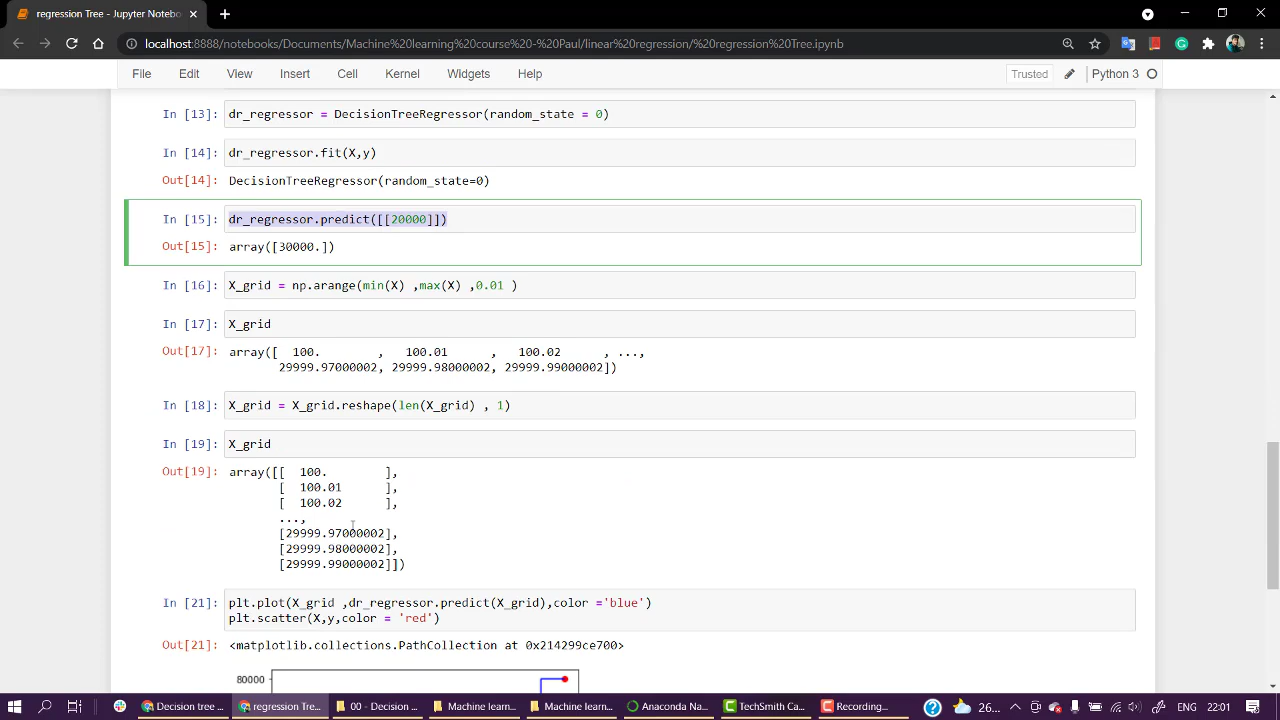 regression Tree - Jupyter Notebo
localhost:8888/notebooks/Documents/Machine%20learning%20course%20-%20Paul/linear%20regression/%20regression%20Tree.ipynb
File Edit View Insert Cell Kernel Widgets Help Trusted Python 3
In [13]: dr_regressor = DecisionTreeRegressor(random_state = 0)
In [14]: dr_regressor.fit(X,y)
Out[14]: DecisionTreeRegressor(random_state=0)
In [15]: dr_regressor.predict([[20000]])
Out[15]: array([30000.])
In [16]: X_grid = np.arange(min(X) ,max(X) ,0.01 )
In [17]: X_grid
Out[17]: array([ 100. , 100.01 , 100.02 , ...,
29999.97000002, 29999.98000002, 29999.99000002])
In [18]: X_grid = X_grid.reshape(len(X_grid) , 1)
In [19]: X_grid
Out[19]: array([[ 100. ],
[ 100.01 ],
[ 100.02 ],
...,
[29999.97000002],
[29999.98000002],
[29999.99000002]])
In [21]: plt.plot(X_grid ,dr_regressor.predict(X_grid),color ='blue')
plt.scatter(X,y,color = 'red')
Out[21]: <matplotlib.collections.PathCollection at 0x214299ce700>
80000
Decision tree ... regression Tre... 00 - Decision ... Machine learn... Machine learn... Anaconda Na... TechSmith Ca... Recording... 26... ENG 22:01